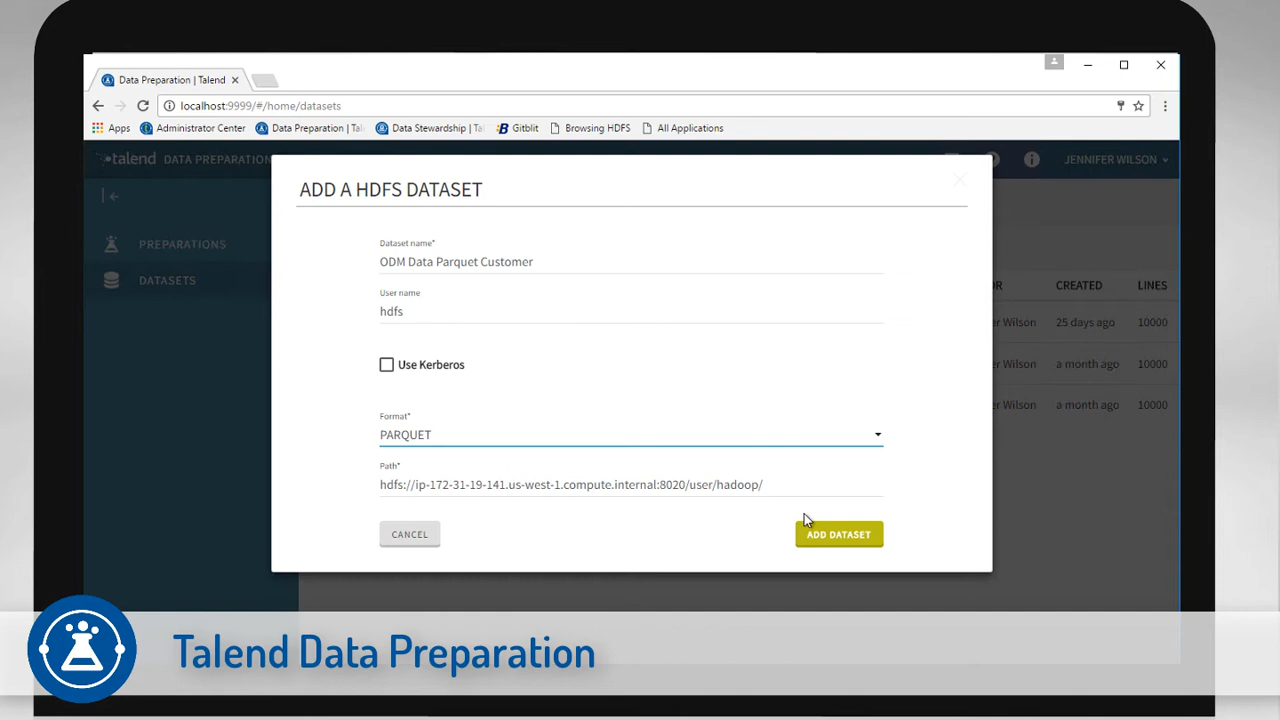 Data Preparation | Talend
localhost:9999/#/home/datasets
Apps Administrator Center Data Preparation | Tal Data Stewardship | Ta Gitblit Browsing HDFS All Applications
talend DATA PREPARATION JENNIFER WILSON
ADD A HDFS DATASET
PREPARATIONS
DATASETS
Dataset name*
ODM Data Parquet Customer
User name
hdfs
Use Kerberos
Format*
PARQUET
Path*
hdfs://ip-172-31-19-141.us-west-1.compute.internal:8020/user/hadoop/
CANCEL ADD DATASET
OR CREATED LINES
er Wilson 25 days ago 10000
er Wilson a month ago 10000
er Wilson a month ago 10000
Talend Data Preparation